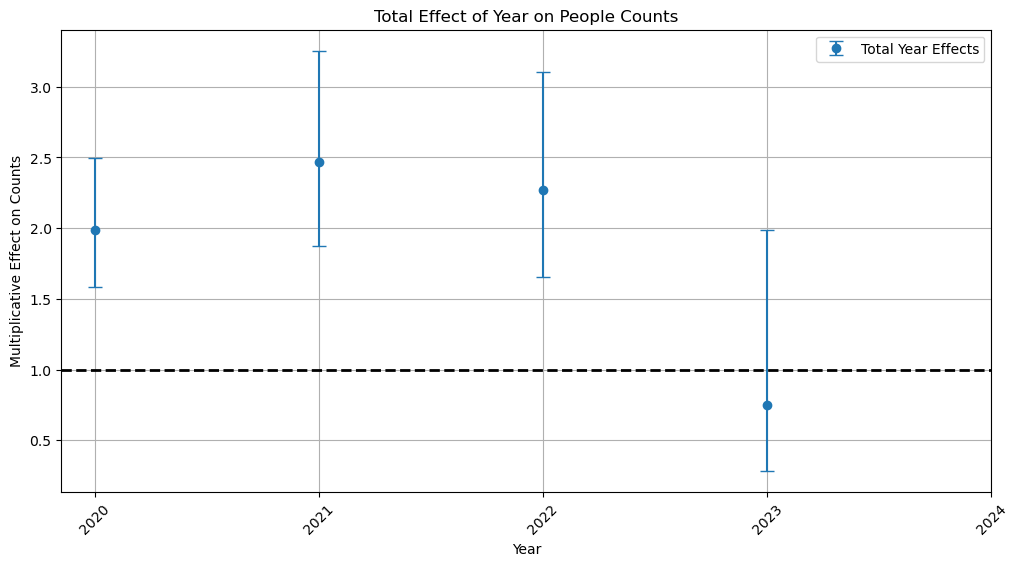 Total Effect of Year on People Counts
Total Year Effects
Multiplicative Effect on Counts
3.0
2.5
2.0
1.5
1.0
0.5
2020
2021
2022
2023
2024
Year